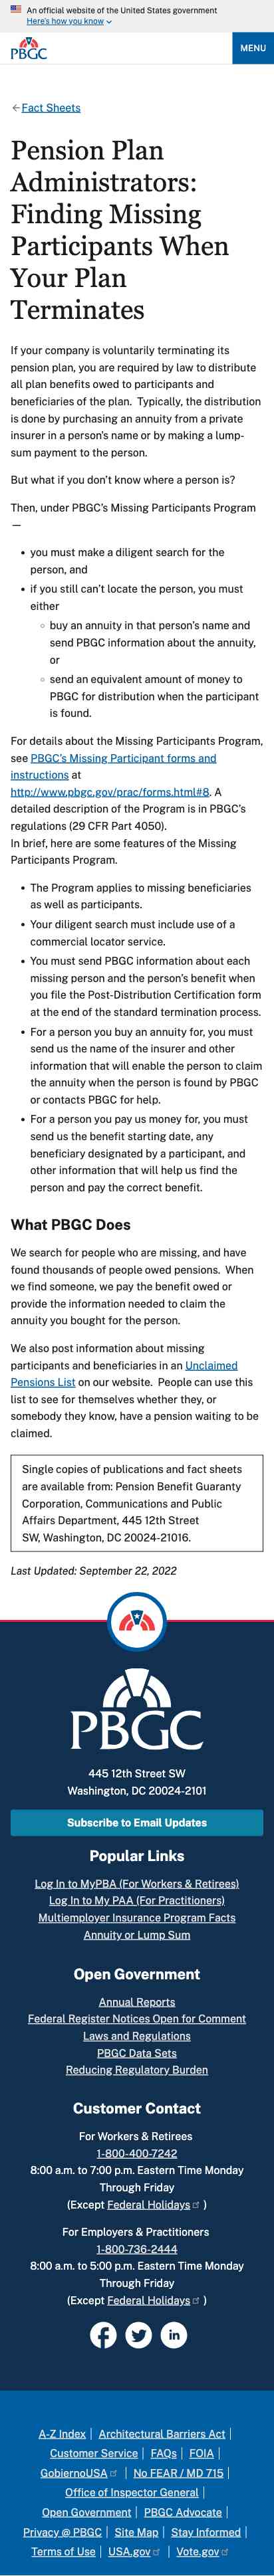 An official website of the United States government
Here's how you know
PBGC
MENU
Fact Sheets
Pension Plan
Administrators:
Finding Missing
Participants When
Your Plan
Terminates
If your company is voluntarily terminating its
pension plan, you are required by law to distribute
all plan benefits owed to participants and
beneficiaries of the plan.  Typically, the distribution
is done by purchasing an annuity from a private
insurer in a person's name or by making a lump-
sum payment to the person.
But what if you don't know where a person is?
Then, under PBGC's Missing Participants Program
—
• you must make a diligent search for the
person, and
• if you still can't locate the person, you must
either
◦ buy an annuity in that person's name and
send PBGC information about the annuity,
or
◦ send an equivalent amount of money to
PBGC for distribution when the participant
is found.
For details about the Missing Participants Program,
see PBGC's Missing Participant forms and
instructions at
http://www.pbgc.gov/prac/forms.html#8. A
detailed description of the Program is in PBGC's
regulations (29 CFR Part 4050).
In brief, here are some features of the Missing
Participants Program.
• The Program applies to missing beneficiaries
as well as participants.
• Your diligent search must include use of a
commercial locator service.
• You must send PBGC information about each
missing person and the person's benefit when
you file the Post-Distribution Certification form
at the end of the standard termination process.
• For a person you buy an annuity for, you must
send us the name of the insurer and other
information that will enable the person to claim
the annuity when the person is found by PBGC
or contacts PBGC for help.
• For a person you pay us money for, you must
send us the benefit starting date, any
beneficiary designated by a participant, and
other information that will help us find the
person and pay the correct benefit.
What PBGC Does
We search for people who are missing, and have
found thousands of people owed pensions.  When
we find someone, we pay the benefit owed or
provide the information needed to claim the
annuity you bought for the person.
We also post information about missing
participants and beneficiaries in an Unclaimed
Pensions List on our website.  People can use this
list to see for themselves whether they, or
somebody they know, have a pension waiting to be
claimed.
Single copies of publications and fact sheets
are available from: Pension Benefit Guaranty
Corporation, Communications and Public
Affairs Department, 445 12th Street
SW, Washington, DC 20024-21016.
Last Updated: September 22, 2022
PBGC
445 12th Street SW
Washington, DC 20024-2101
Subscribe to Email Updates
Popular Links
Log In to MyPBA (For Workers & Retirees)
Log In to My PAA (For Practitioners)
Multiemployer Insurance Program Facts
Annuity or Lump Sum
Open Government
Annual Reports
Federal Register Notices Open for Comment
Laws and Regulations
PBGC Data Sets
Reducing Regulatory Burden
Customer Contact
For Workers & Retirees
1-800-400-7242
8:00 a.m. to 7:00 p.m. Eastern Time Monday
Through Friday
(Except Federal Holidays )
For Employers & Practitioners
1-800-736-2444
8:00 a.m. to 5:00 p.m. Eastern Time Monday
Through Friday
(Except Federal Holidays )
A-Z Index | Architectural Barriers Act |
Customer Service | FAQs | FOIA |
GobiernoUSA | No FEAR / MD 715 |
Office of Inspector General |
Open Government | PBGC Advocate |
Privacy @ PBGC | Site Map | Stay Informed |
Terms of Use | USA.gov | Vote.gov